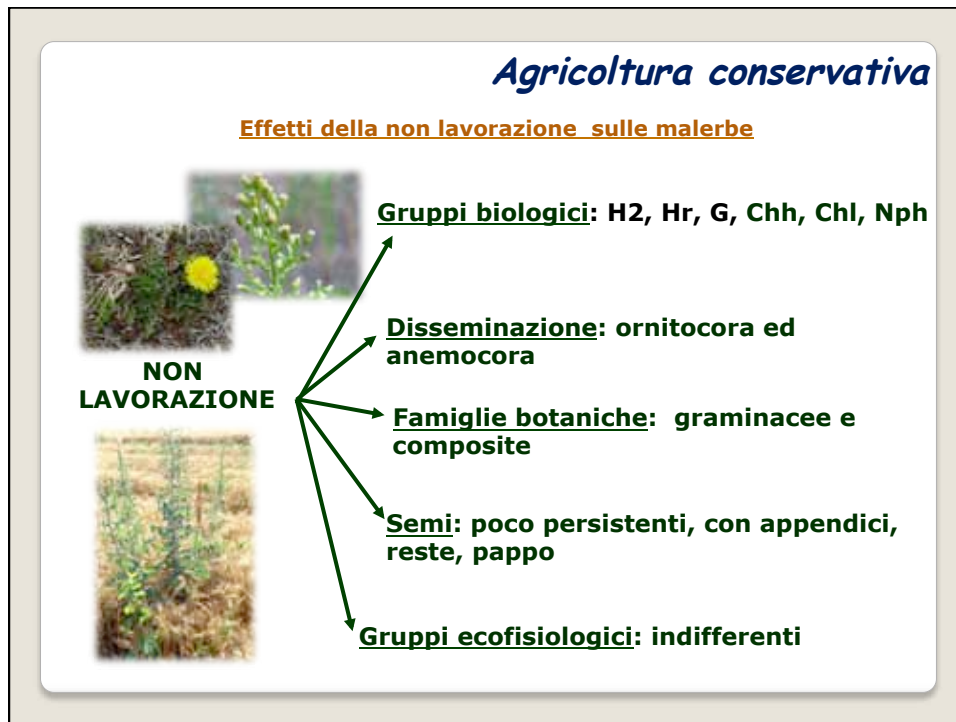 Agricoltura conservativa
Effetti della non lavorazione sulle malerbe
Gruppi biologici: H2, Hr, G, Chh, Chl, Nph
Disseminazione: ornitocora ed
anemocora
NON
LAVORAZIONE
Famiglie botaniche: graminacee e
composite
Semi: poco persistenti, con appendici,
reste, pappo
Gruppi ecofisiologici: indifferenti